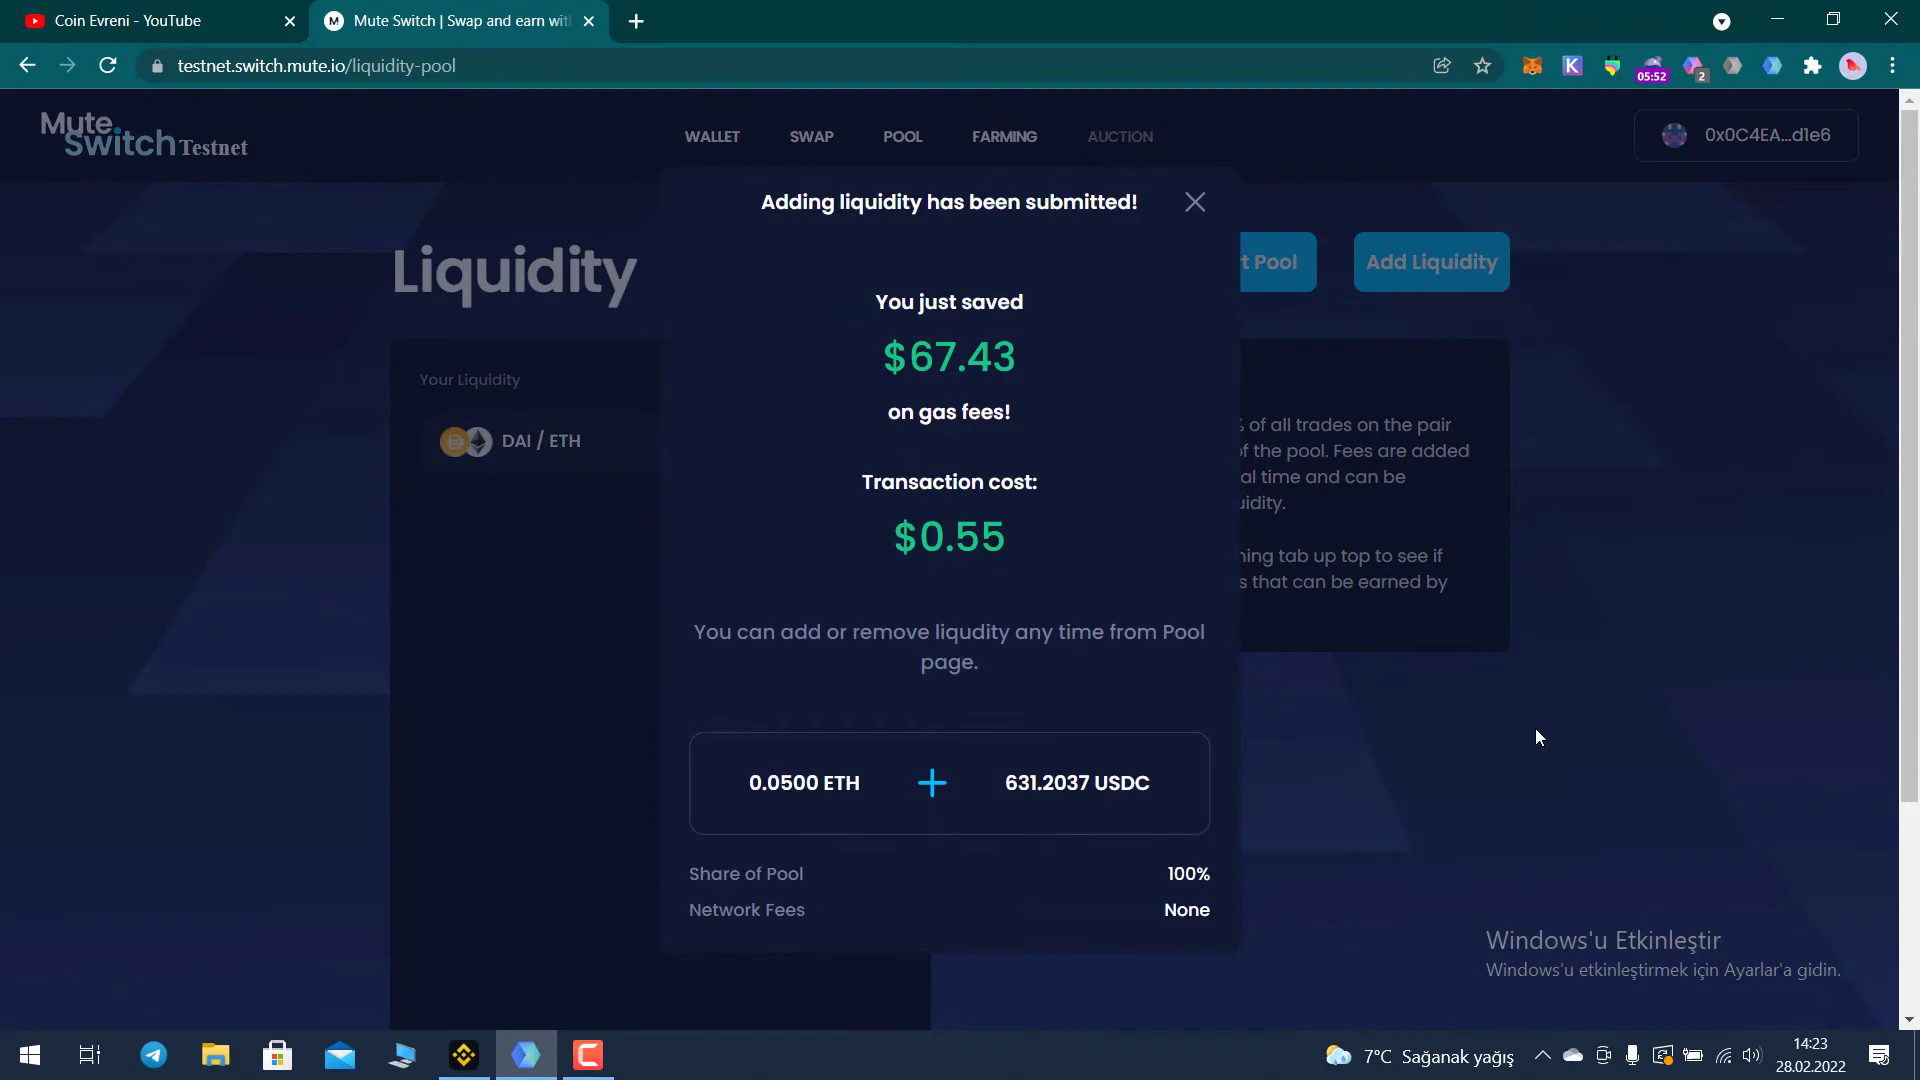 Coin Evreni - YouTube
Mute Switch | Swap and earn wit
testnet.switch.mute.io/liquidity-pool
05:52
2
Mute
Switch Testnet
WALLET
SWAP
POOL
FARMING
AUCTION
0x0C4EA...d1e6
Adding liquidity has been submitted!
Liquidity
t Pool
Add Liquidity
You just saved
$67.43
on gas fees!
Your Liquidity
DAI / ETH
% of all trades on the pair
of the pool. Fees are added
al time and can be
uidity.
ning tab up top to see if
s that can be earned by
Transaction cost:
$0.55
You can add or remove liqudity any time from Pool
page.
0.0500 ETH
631.2037 USDC
Share of Pool
100%
Network Fees
None
Windows'u Etkinleştir
Windows'u etkinleştirmek için Ayarlar'a gidin.
7°C Sağanak yağış
14:23
28.02.2022